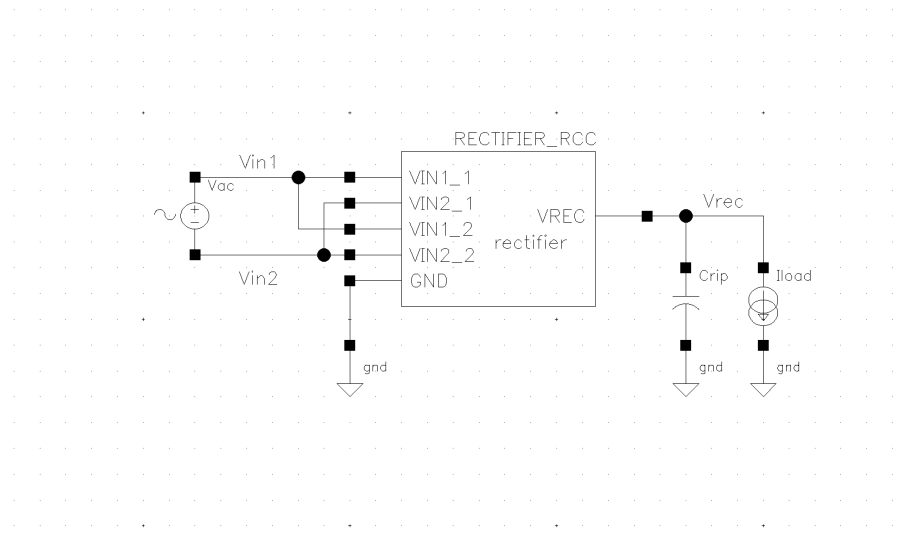 RECTIFIER_RCC
Vin1
Vac
VIN1_1
VIN2_1
VIN1_2
VIN2_2
GND
VREC
rectifier
Vrec
Vin2
Crip
Iload
gnd
gnd
gnd